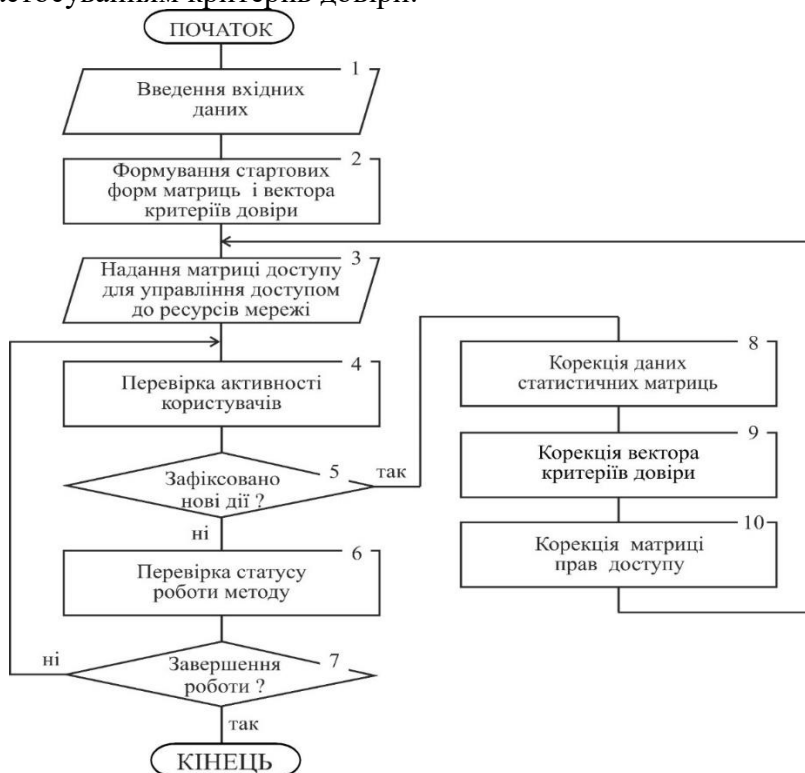 застосуванням критеріїв довіри.
ПОЧАТОК
1
Введення вхідних
даних
2
Формування стартових
форм матриць і вектора
критеріїв довіри
3
Надання матриці доступу
для управління доступом
до ресурсів мережі
4
Перевірка активності
користувачів
5
Зафіксовано
нові дії ?
так
ні
6
Перевірка статусу
роботи методу
7
Завершення
роботи ?
ні
так
КІНЕЦЬ
8
Корекція даних
статистичних матриць
9
Корекція вектора
критеріїв довіри
10
Корекція матриці
прав доступу